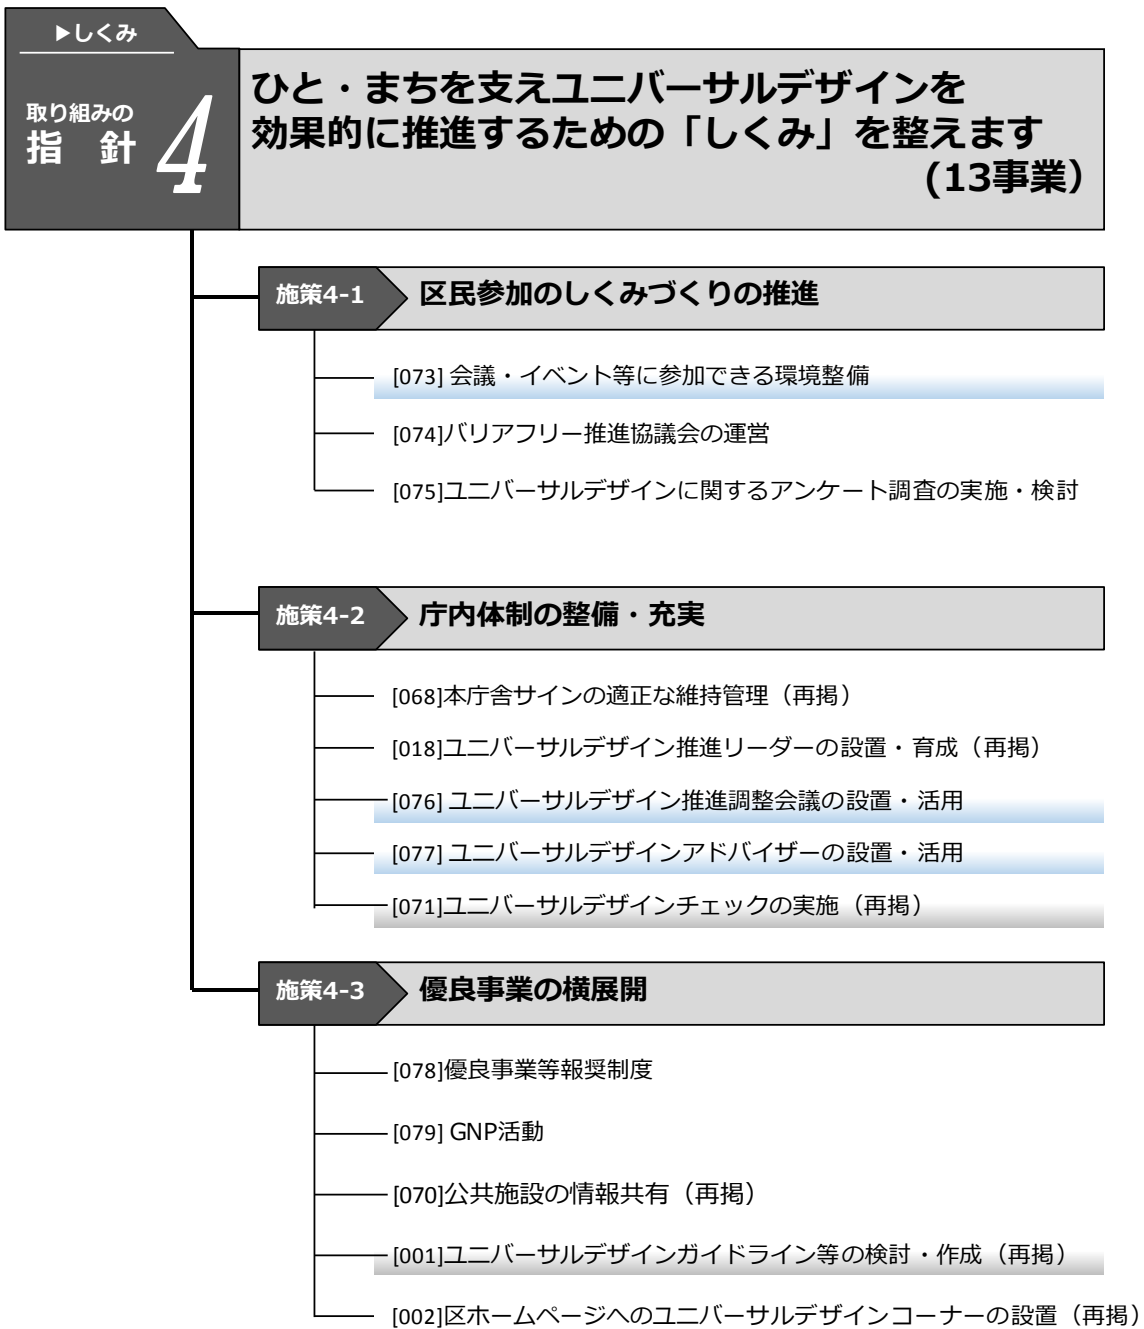 ▶しくみ
取り組みの
指 針 4
ひと・まちを支えユニバーサルデザインを
効果的に推進するための「しくみ」を整えます
(13事業）
施策4-1 区民参加のしくみづくりの推進
[073] 会議・イベント等に参加できる環境整備
[074]バリアフリー推進協議会の運営
[075]ユニバーサルデザインに関するアンケート調査の実施・検討
施策4-2 庁内体制の整備・充実
[068]本庁舎サインの適正な維持管理（再掲）
[018]ユニバーサルデザイン推進リーダーの設置・育成（再掲）
[076] ユニバーサルデザイン推進調整会議の設置・活用
[077] ユニバーサルデザインアドバイザーの設置・活用
[071]ユニバーサルデザインチェックの実施（再掲）
施策4-3 優良事業の横展開
[078]優良事業等報奨制度
[079] GNP活動
[070]公共施設の情報共有（再掲）
[001]ユニバーサルデザインガイドライン等の検討・作成（再掲）
[002]区ホームページへのユニバーサルデザインコーナーの設置（再掲）